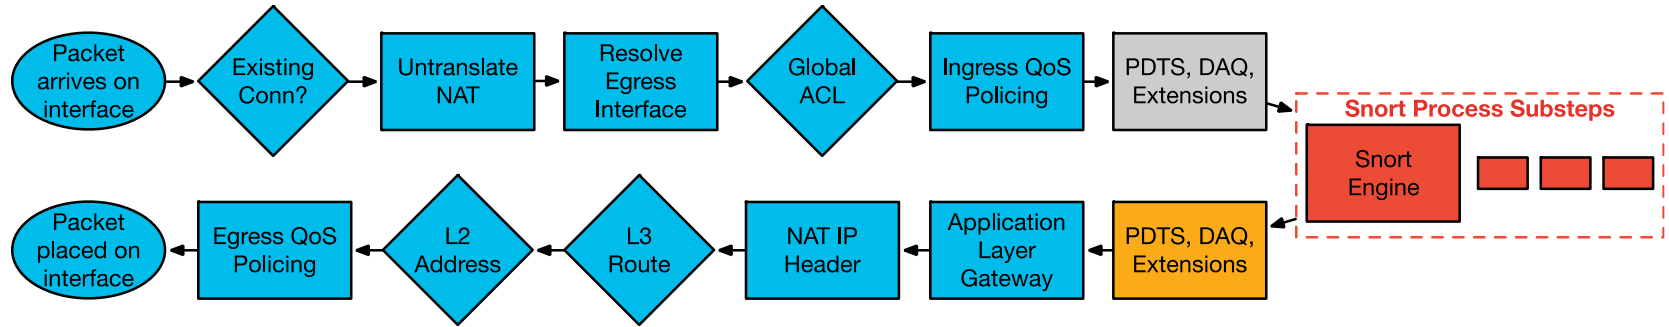 Packet
arrives on
interface
Existing
Conn?
Untranslate
NAT
Resolve
Egress
Interface
Global
ACL
Ingress QoS
Policing
PDTS, DAQ,
Extensions
Snort Process Substeps
Snort
Engine
Packet
placed on
interface
Egress QoS
Policing
L2
Address
L3
Route
NAT IP
Header
Application
Layer
Gateway
PDTS, DAQ,
Extensions